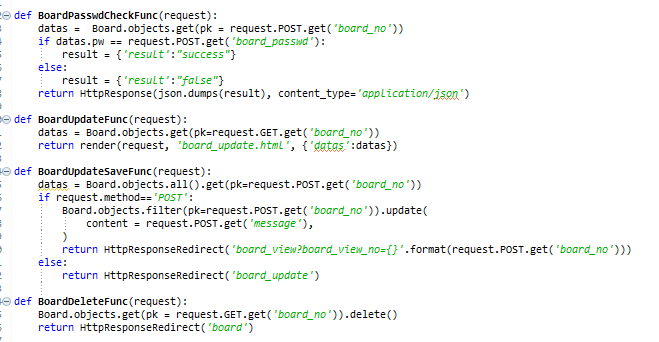 def BoardPasswdCheckFunc(request):
    datas =  Board.objects.get(pk = request.POST.get('board_no'))
    if datas.pw == request.POST.get('board_passwd'):
        result = {'result':"success"}
    else:
        result = {'result':"false"}
    return HttpResponse(json.dumps(result), content_type='application/json')
def BoardUpdateFunc(request):
    datas = Board.objects.get(pk=request.GET.get('board_no'))
    return render(request, 'board_update.html', {'datas':datas})
def BoardUpdateSaveFunc(request):
    datas = Board.objects.all().get(pk=request.POST.get('board_no'))
    if request.method=='POST':
        Board.objects.filter(pk=request.POST.get('board_no')).update(
            content = request.POST.get('message'),
        )
        return HttpResponseRedirect('board_view?board_view_no={}'.format(request.POST.get('board_no')))
    else:
        return HttpResponseRedirect('board_update')
def BoardDeleteFunc(request):
    Board.objects.get(pk = request.GET.get('board_no')).delete()
    return HttpResponseRedirect('board')